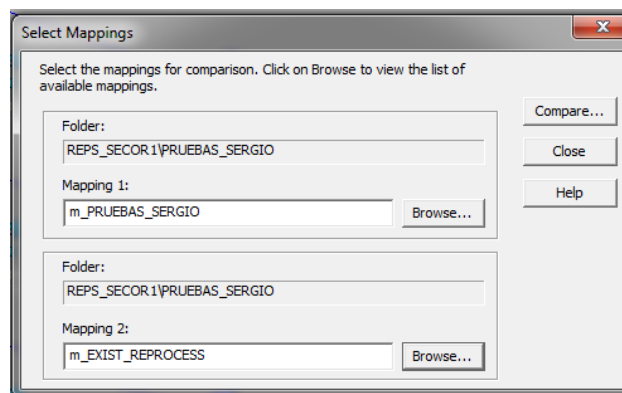 Select Mappings
Select the mappings for comparison. Click on Browse to view the list of
available mappings.
Compare...
Folder:
REPS_SECOR1\PRUEBAS_SERGIO
Close
Mapping 1:
Help
m_PRUEBAS_SERGIO
Browse...
Folder:
REPS_SECOR1\PRUEBAS_SERGIO
Mapping 2:
m_EXIST_REPROCESS
Browse...